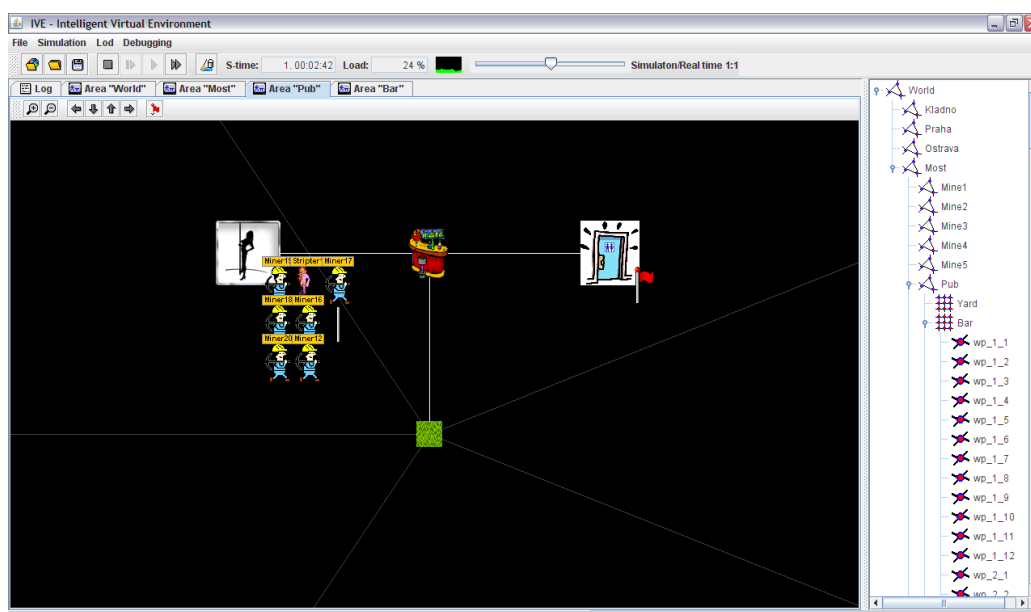 IVE - Intelligent Virtual Environment
File Simulation Lod Debugging
S-time: 1. 00:02:42 Load: 24 % Simulaton/Real time 1:1
Log Area "World" Area "Most" Area "Pub" Area "Bar"
Stripter Miner17
Miner18 Miner16
Miner20 Miner12
World
Kladno
Praha
Ostrava
Most
Mine1
Mine2
Mine3
Mine4
Mine5
Pub
Yard
Bar
wp_1_1
wp_1_2
wp_1_3
wp_1_4
wp_1_5
wp_1_6
wp_1_7
wp_1_8
wp_1_9
wp_1_10
wp_1_11
wp_1_12
wp_2_1
wp_2_2